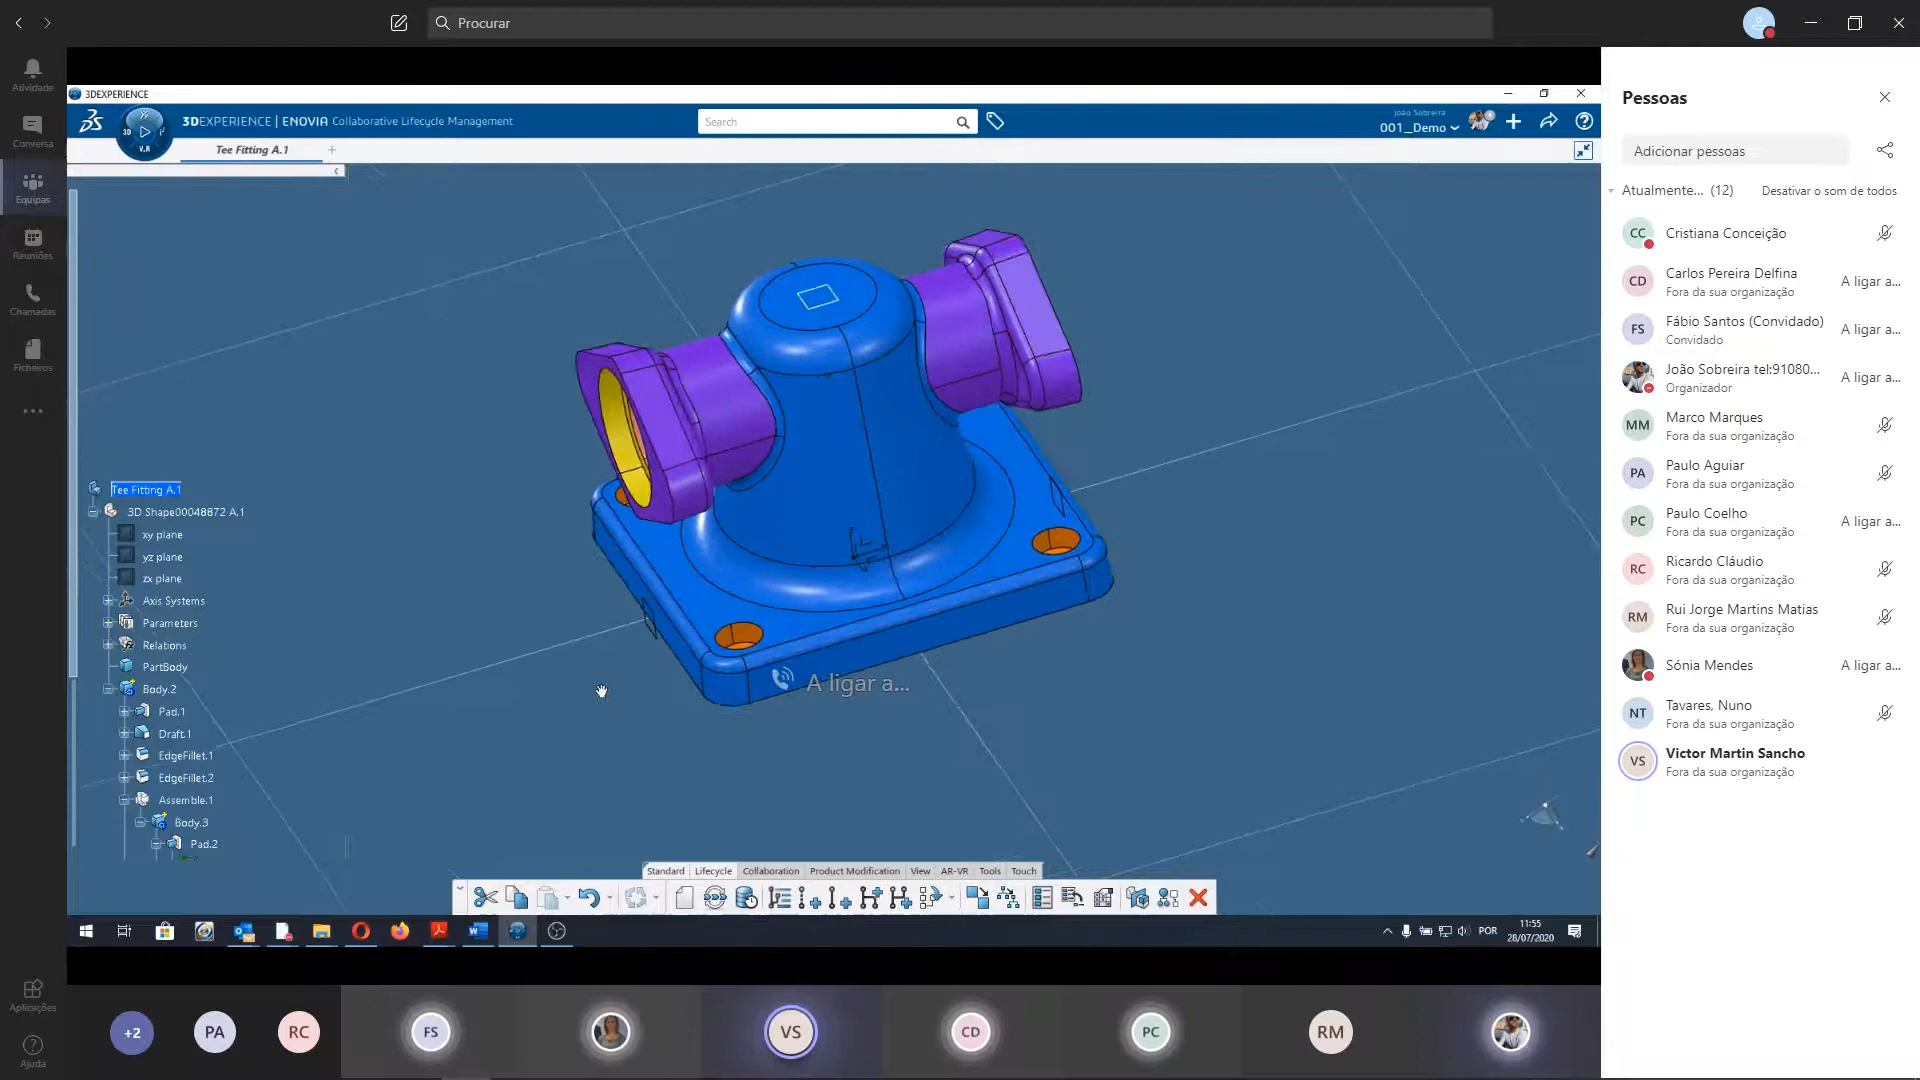 Procurar
Atividade
Conversa
Equipas
Reuniões
Chamadas
Ficheiros
Aplicações
Ajuda
3DEXPERIENCE
3DEXPERIENCE | ENOVIA Collaborative Lifecycle Management
3D
V.R
Search
João Sobreira
001_Demo
Tee Fitting A.1
Tee Fitting A.1
3D Shape00048872 A.1
xy plane
yz plane
zx plane
Axis Systems
Parameters
Relations
PartBody
Body.2
Pad.1
Draft.1
EdgeFillet.1
EdgeFillet.2
Assemble.1
Body.3
Pad.2
A ligar a...
Standard Lifecycle Collaboration Product Modification View AR-VR Tools Touch
POR
11:55
28/07/2020
+2
PA
RC
FS
VS
CD
PC
RM
Pessoas
Adicionar pessoas
Atualmente... (12) Desativar o som de todos
CC Cristiana Conceição
CD Carlos Pereira Delfina
Fora da sua organização
A ligar a...
FS Fábio Santos (Convidado)
Convidado
A ligar a...
João Sobreira tel:91080...
Organizador
A ligar a...
MM Marco Marques
Fora da sua organização
PA Paulo Aguiar
Fora da sua organização
PC Paulo Coelho
Fora da sua organização
A ligar a...
RC Ricardo Cláudio
Fora da sua organização
RM Rui Jorge Martins Matias
Fora da sua organização
Sónia Mendes
A ligar a...
NT Tavares, Nuno
Fora da sua organização
VS Victor Martin Sancho
Fora da sua organização